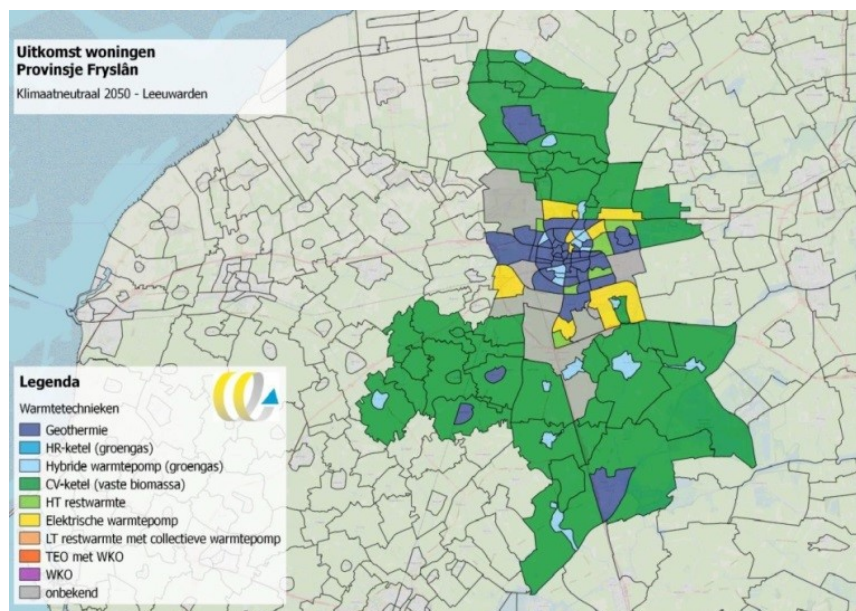 Uitkomst woningen
Provinsje Fryslân
Klimaatneutraal 2050 - Leeuwarden
Legenda
Warmtetechnieken
Geothermie
HR-ketel (groengas)
Hybride warmtepomp (groengas)
CV-ketel (vaste biomassa)
HT restwarmte
Elektrische warmtepomp
LT restwarmte met collectieve warmtepomp
TEO met WKO
WKO
onbekend